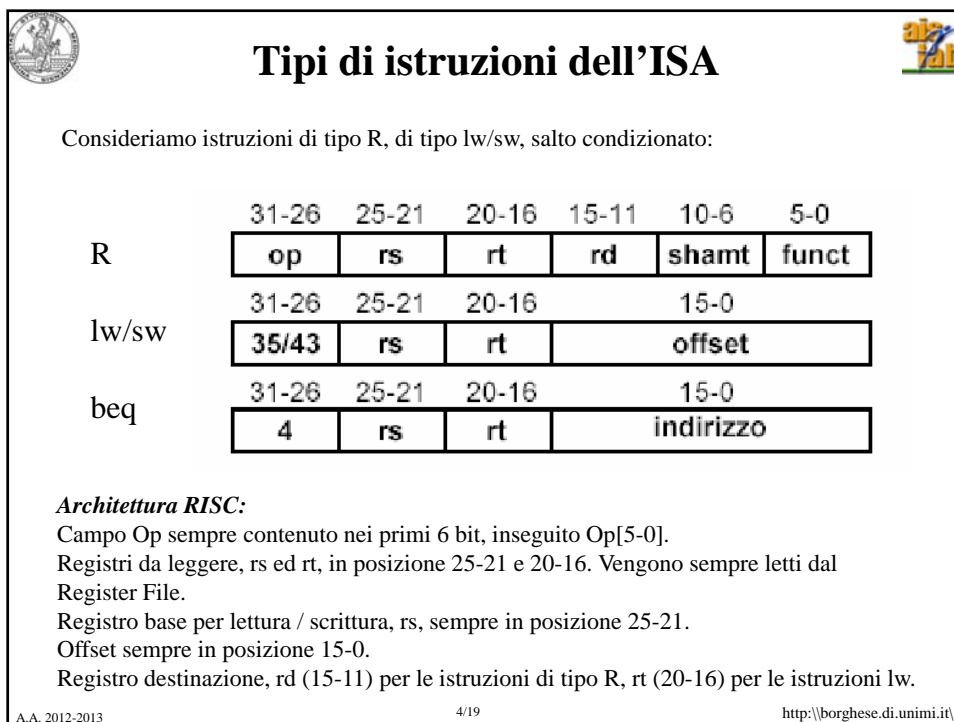 Tipi di istruzioni dell'ISA
Consideriamo istruzioni di tipo R, di tipo lw/sw, salto condizionato:
31-26 25-21 20-16 15-11 10-6 5-0
R op rs rt rd shamt funct
31-26 25-21 20-16 15-0
lw/sw 35/43 rs rt offset
31-26 25-21 20-16 15-0
beq 4 rs rt indirizzo
Architettura RISC:
Campo Op sempre contenuto nei primi 6 bit, inseguito Op[5-0].
Registri da leggere, rs ed rt, in posizione 25-21 e 20-16. Vengono sempre letti dal
Register File.
Registro base per lettura / scrittura, rs, sempre in posizione 25-21.
Offset sempre in posizione 15-0.
Registro destinazione, rd (15-11) per le istruzioni di tipo R, rt (20-16) per le istruzioni lw.
A.A. 2012-2013 4/19 http:\\borghese.di.unimi.it\